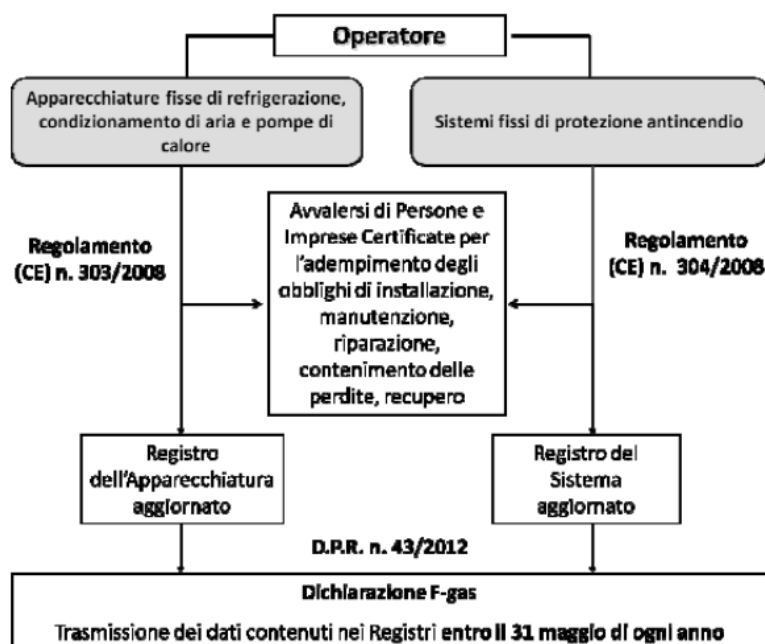 Operatore
Apparecchiature fisse di refrigerazione,
condizionamento di aria e pompe di
calore
Sistemi fissi di protezione antincendio
Avvalersi di Persone e
Imprese Certificate per
l'adempimento degli
obblighi di installazione,
manutenzione,
riparazione,
contenimento delle
perdite, recupero
Regolamento
(CE) n. 303/2008
Regolamento
(CE) n. 304/2008
Registro
dell'Apparecchiatura
aggiornato
Registro del
Sistema
aggiornato
D.P.R. n. 43/2012
Dichiarazione F-gas
Trasmissione dei dati contenuti nei Registri entro il 31 maggio di ogni anno